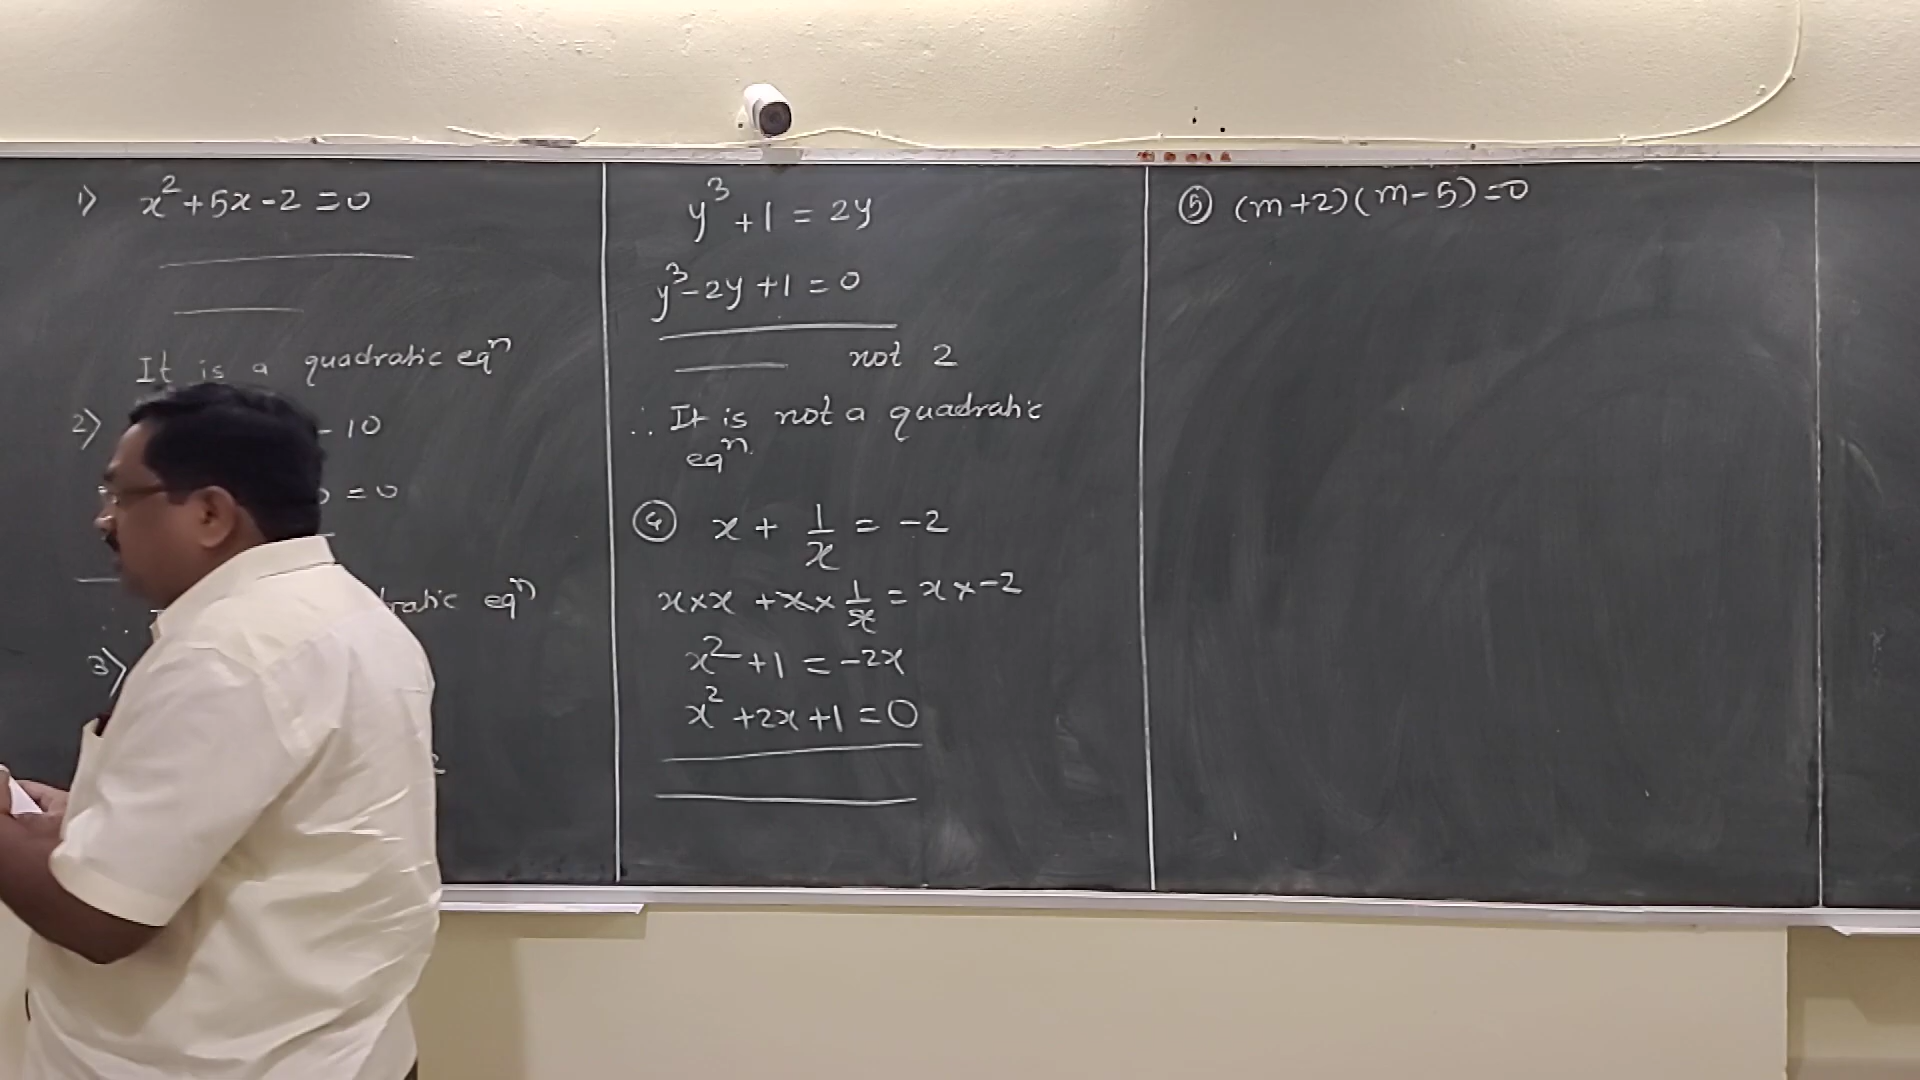 1) x²+5x-2=0
It is a quadratic eqⁿ
2) -10
=0
eqⁿ
3)
y³+1=2y
y³-2y+1=0
not 2
∴ It is not a quadratic
eqⁿ.
④ x + 1/x = -2
x×x + x × 1/x = x × -2
x²+1=-2x
x²+2x+1=0
⑤ (m+2)(m-5)=0